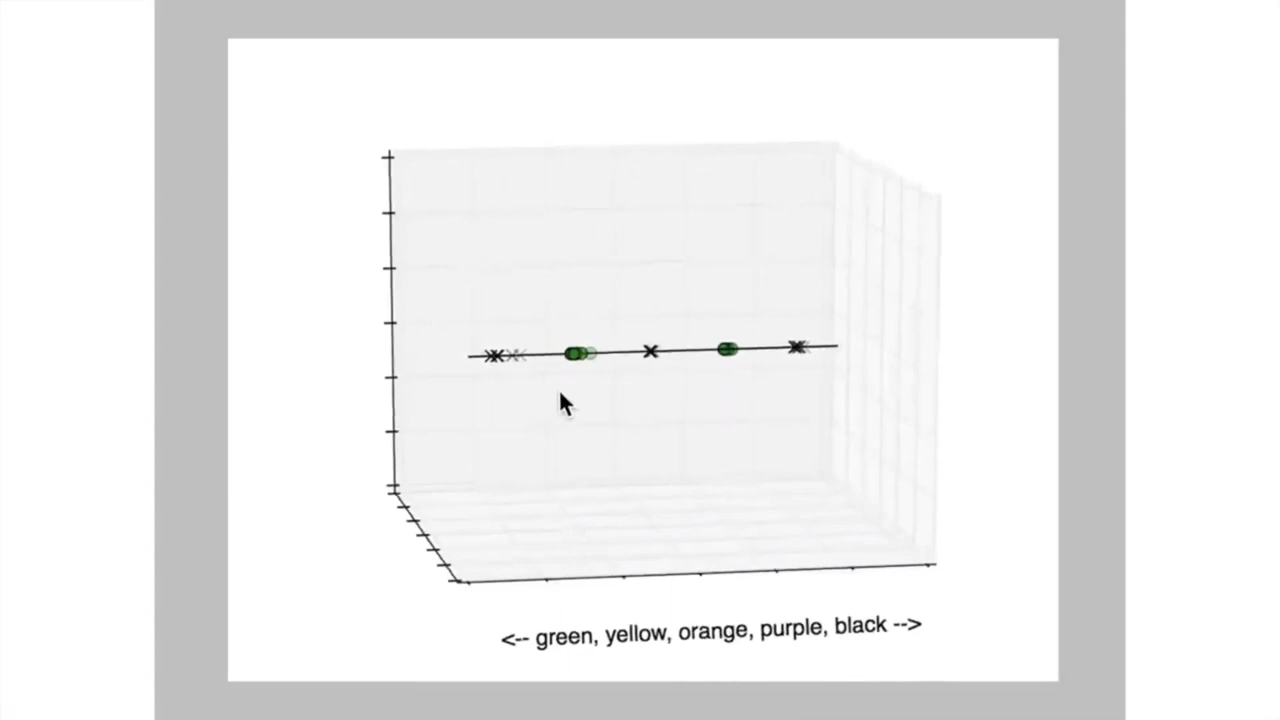 <-- green, yellow, orange, purple, black -->